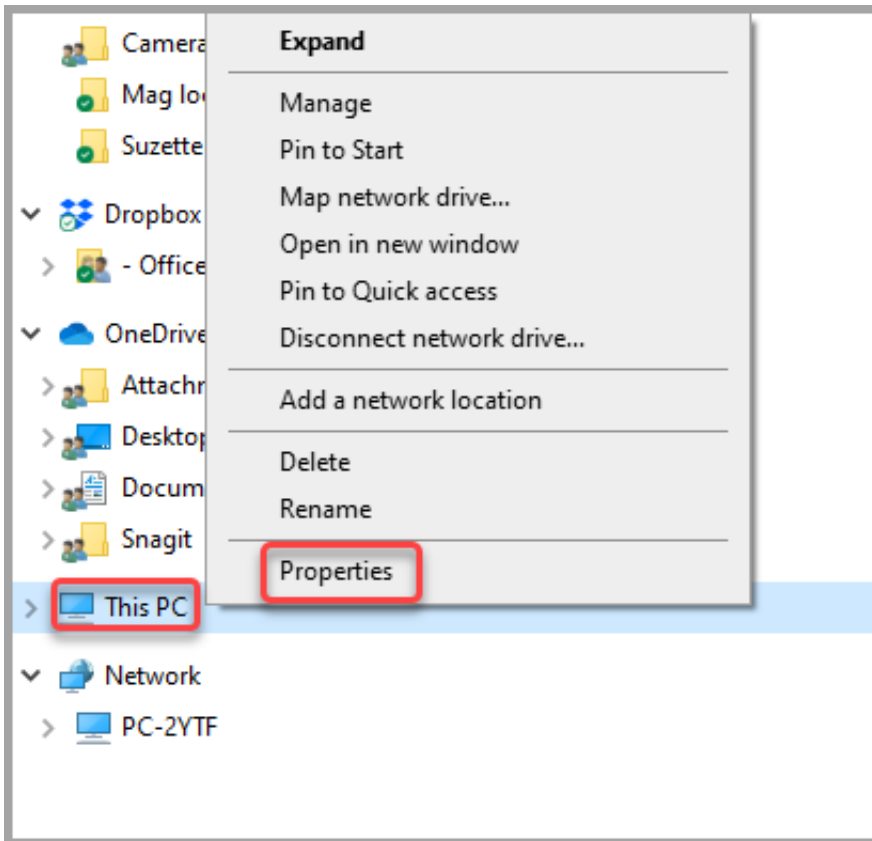 Camera
Mag lo
Suzette
Dropbox
- Office
OneDrive
Attachr
Desktop
Docum
Snagit
This PC
Network
PC-2YTF
Expand
Manage
Pin to Start
Map network drive...
Open in new window
Pin to Quick access
Disconnect network drive...
Add a network location
Delete
Rename
Properties